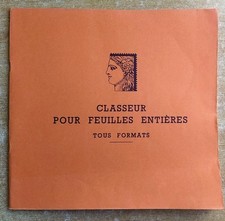 CLASSEUR
POUR FEUILLES ENTIÈRES
TOUS FORMATS